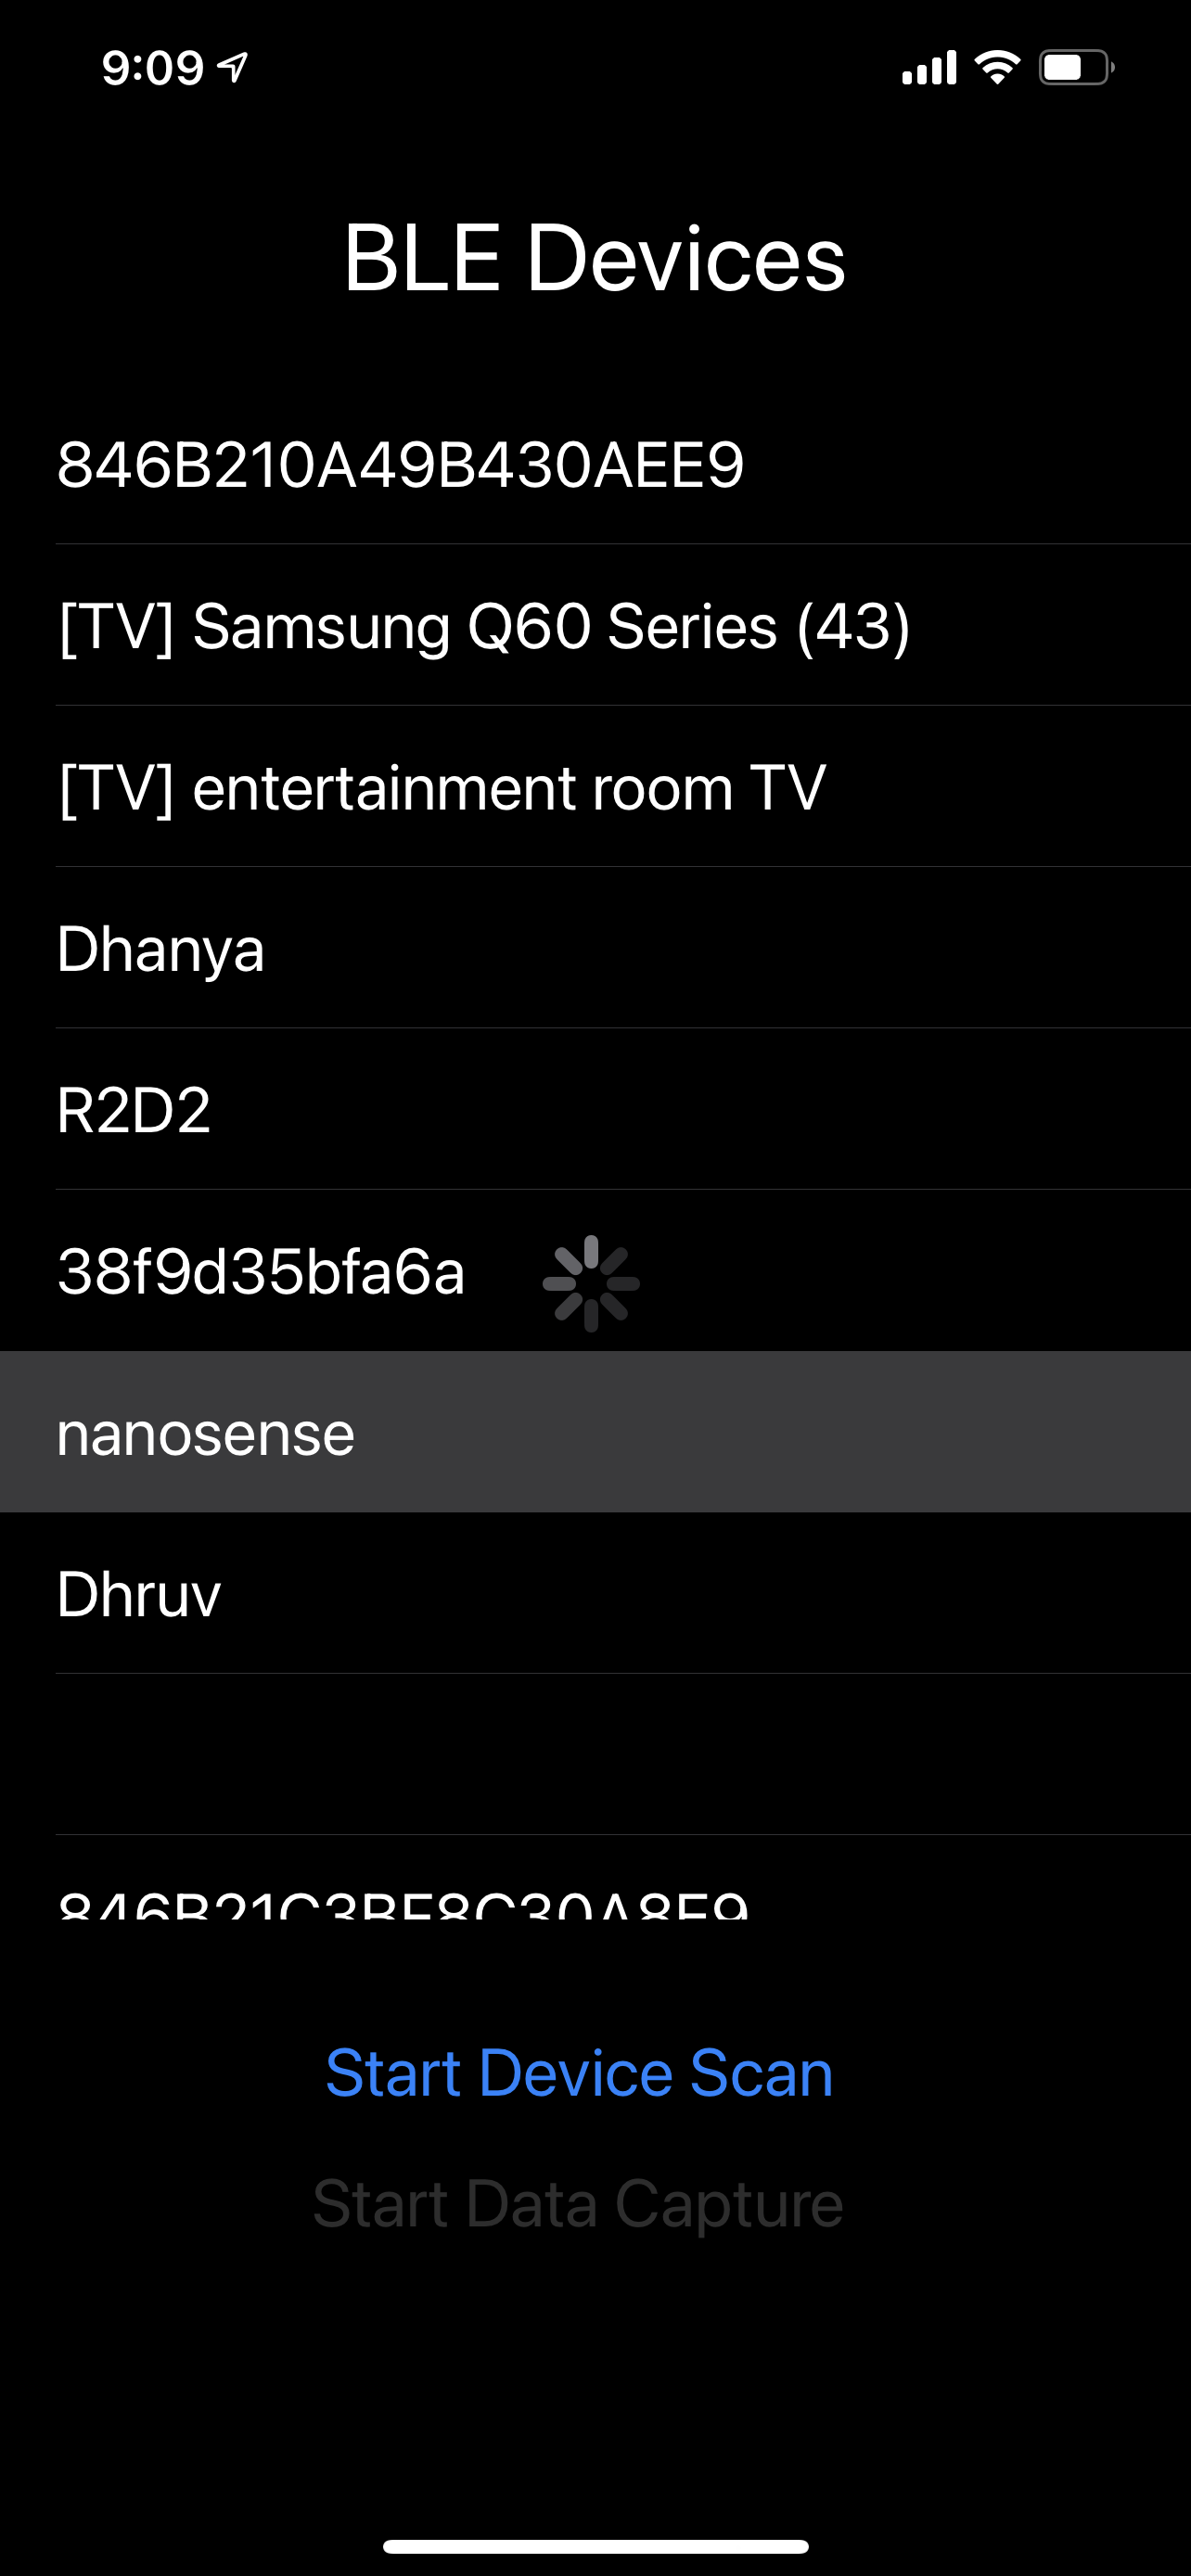 9:09
BLE Devices
846B210A49B430AEE9
[TV] Samsung Q60 Series (43)
[TV] entertainment room TV
Dhanya
R2D2
38f9d35bfa6a
nanosense
Dhruv
Start Device Scan
Start Data Capture